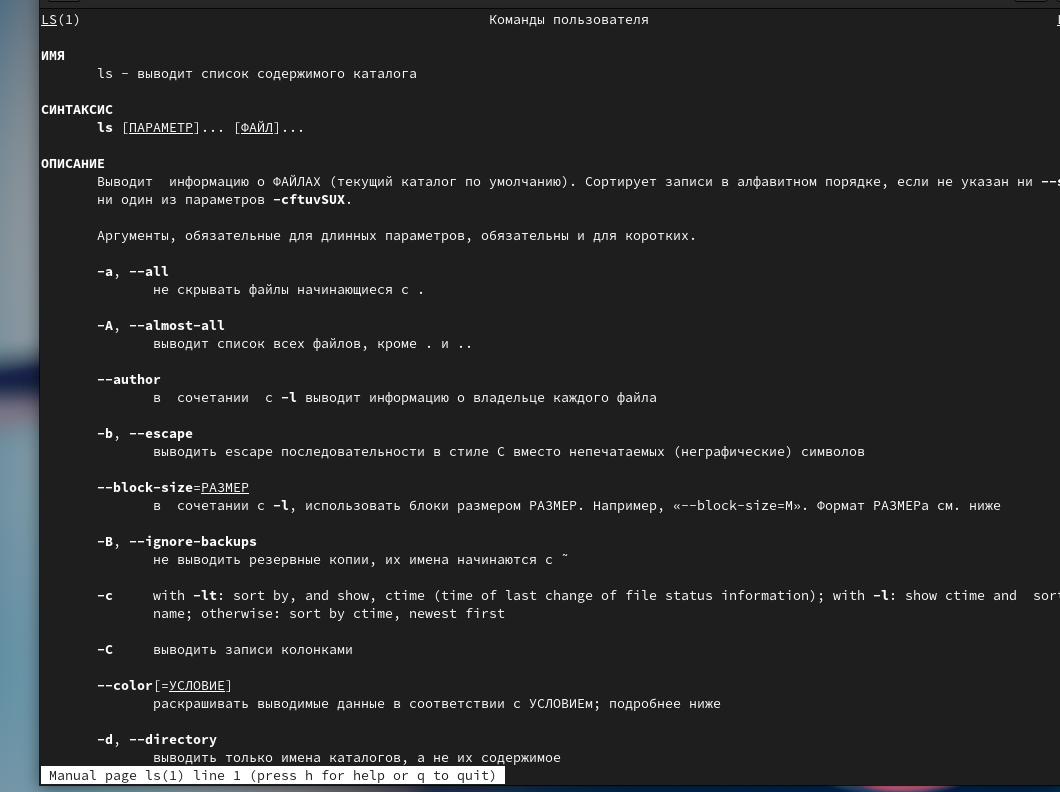 LS(1) Команды пользователя
ИМЯ
ls - выводит список содержимого каталога
СИНТАКСИС
ls [ПАРАМЕТР]... [ФАЙЛ]...
ОПИСАНИЕ
Выводит информацию о ФАЙЛАХ (текущий каталог по умолчанию). Сортирует записи в алфавитном порядке, если не указан ни
ни один из параметров -cftuvSUX.
Аргументы, обязательные для длинных параметров, обязательны и для коротких.
-a, --all
не скрывать файлы начинающиеся с .
-A, --almost-all
выводит список всех файлов, кроме . и ..
--author
в сочетании с -l выводит информацию о владельце каждого файла
-b, --escape
выводить escape последовательности в стиле C вместо непечатаемых (неграфические) символов
--block-size=РАЗМЕР
в сочетании с -l, использовать блоки размером РАЗМЕР. Например, «--block-size=M». Формат РАЗМЕРа см. ниже
-B, --ignore-backups
не выводить резервные копии, их имена начинаются с ~
-c with -lt: sort by, and show, ctime (time of last change of file status information); with -l: show ctime and
name; otherwise: sort by ctime, newest first
-C выводить записи колонками
--color[=УСЛОВИЕ]
раскрашивать выводимые данные в соответствии с УСЛОВИЕм; подробнее ниже
-d, --directory
выводить только имена каталогов, а не их содержимое
Manual page ls(1) line 1 (press h for help or q to quit)